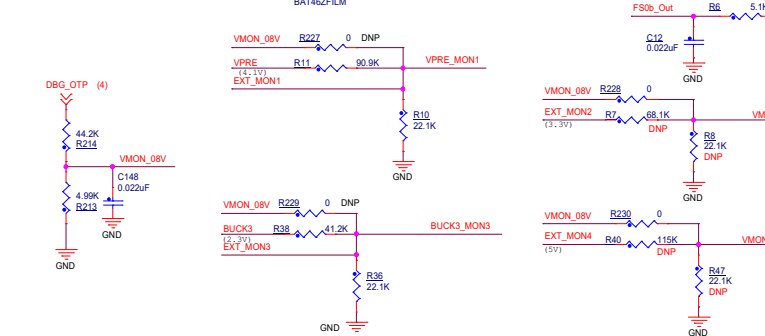 BAT46ZFILM
VMON_08V R227 0 DNP
VPRE R11 90.9K VPRE_MON1
(4.1V)
EXT_MON1
R10
22.1K
GND
FS0b_Out R6 5.1K
C12
0.022uF
GND
DBG_OTP (4)
44.2K
R214
VMON_08V
C148
0.022uF
4.99K
R213
GND
GND
VMON_08V R228 0
EXT_MON2 R7 68.1K
(3.3V)
DNP
R8
22.1K
DNP
GND
VMON_08V R229 0 DNP
BUCK3 R38 41.2K BUCK3_MON3
(2.3V)
EXT_MON3
R36
22.1K
GND
VMON_08V R230 0
EXT_MON4 R40 115K
(5V)
DNP
VMON
R47
22.1K
DNP
GND